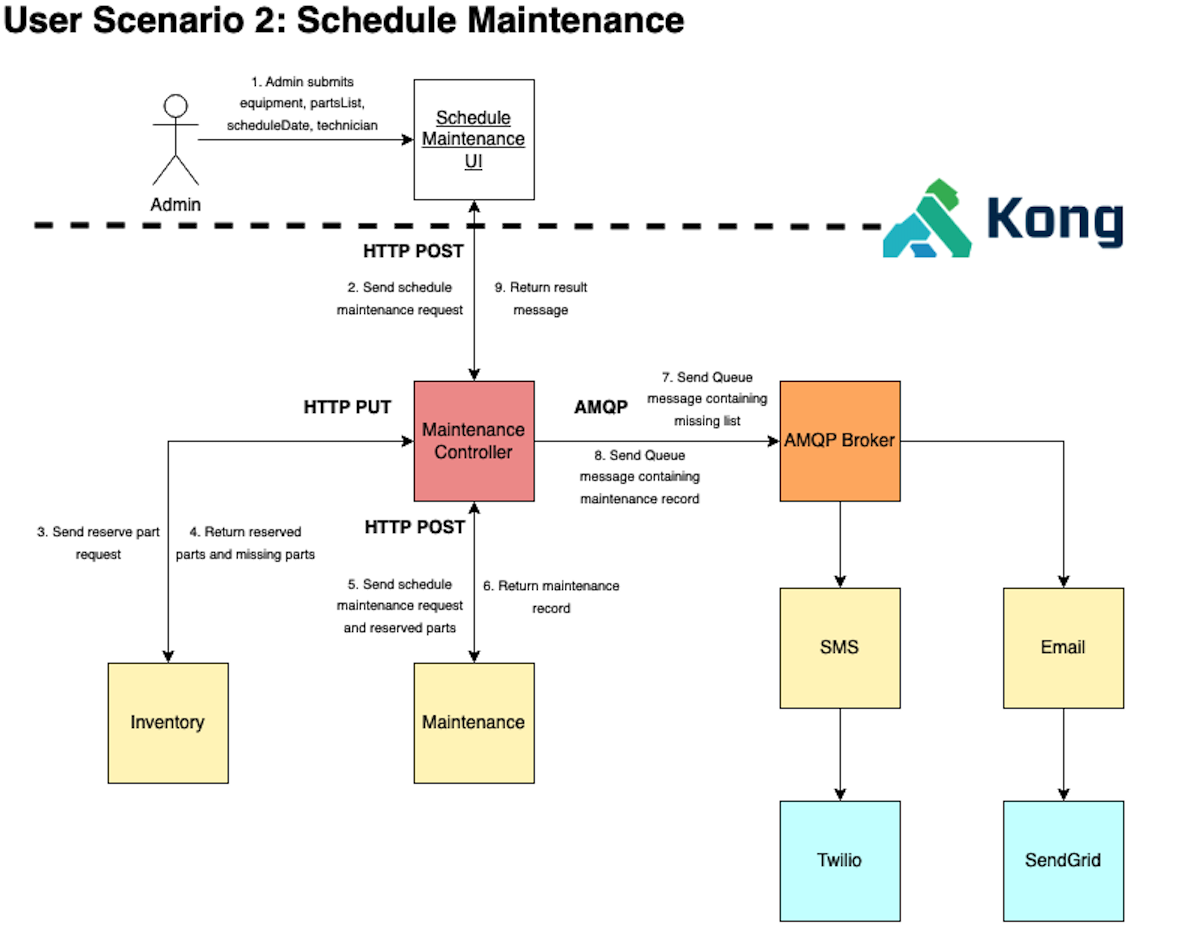 User Scenario 2: Schedule Maintenance
1. Admin submits
equipment, partsList,
scheduleDate, technician
Schedule
Maintenance
UI
Admin
Kong
HTTP POST
2. Send schedule
maintenance request
9. Return result
message
HTTP PUT
Maintenance
Controller
AMQP
7. Send Queue
message containing
missing list
AMQP Broker
8. Send Queue
message containing
maintenance record
3. Send reserve part
request
4. Return reserved
parts and missing parts
HTTP POST
5. Send schedule
maintenance request
and reserved parts
6. Return maintenance
record
SMS
Email
Inventory
Maintenance
Twilio
SendGrid